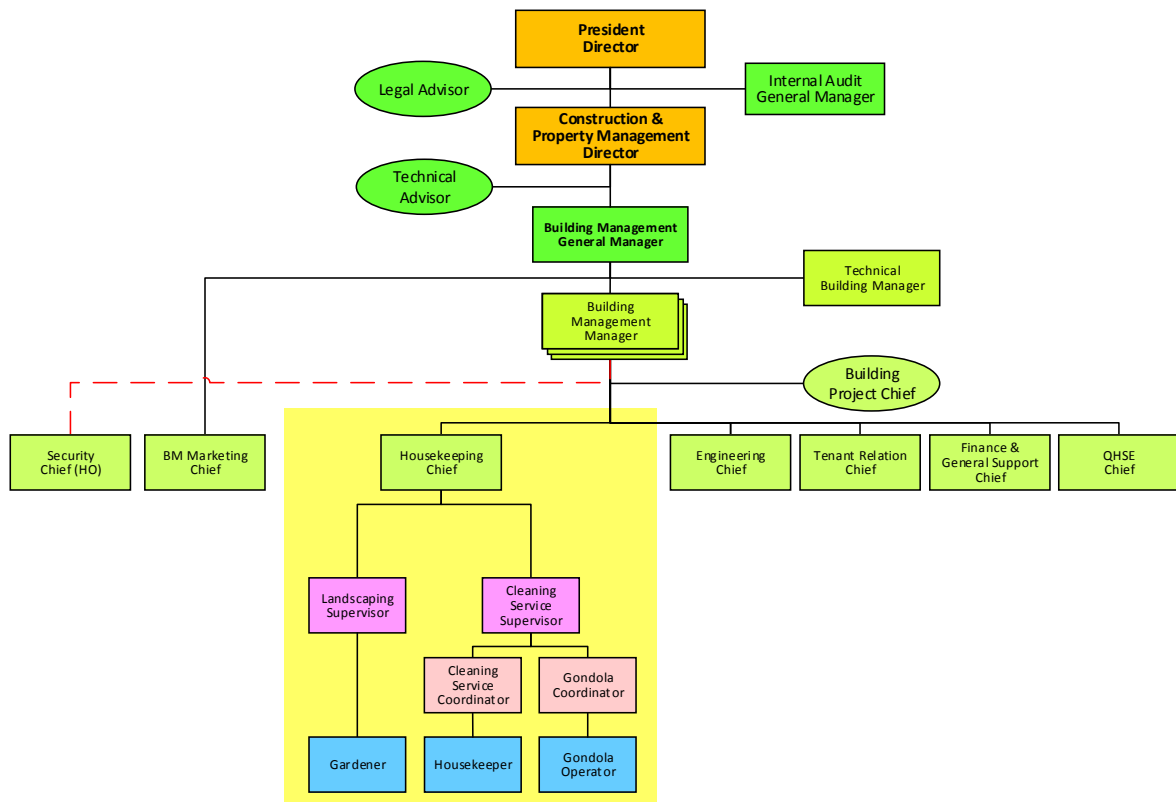 President
Director
Legal Advisor
Internal Audit
General Manager
Construction &
Property Management
Director
Technical
Advisor
Building Management
General Manager
Technical
Building Manager
Building
Management
Manager
Building
Project Chief
Security
Chief (HO)
BM Marketing
Chief
Housekeeping
Chief
Engineering
Chief
Tenant Relation
Chief
Finance &
General Support
Chief
QHSE
Chief
Landscaping
Supervisor
Cleaning
Service
Supervisor
Cleaning
Service
Coordinator
Gondola
Coordinator
Gardener
Housekeeper
Gondola
Operator